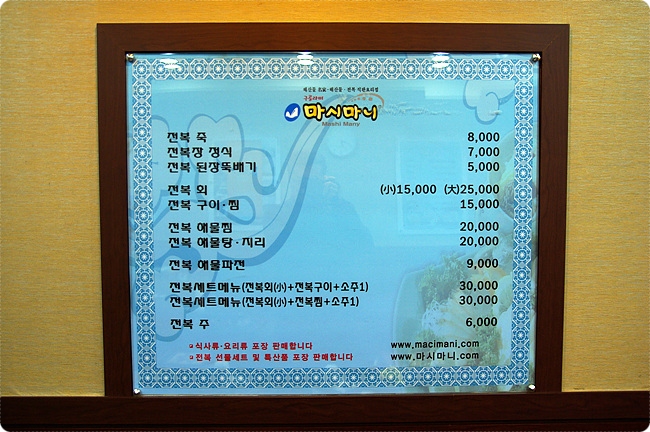 구을라메
마시마니
Mashi Many
전복 죽 8,000
전복장 정식 7,000
전복 된장뚝배기 5,000
전복 회 (小)15,000 (大)25,000
전복 구이·찜 15,000
전복 해물찜 20,000
전복 해물탕·지리 20,000
전복 해물파전 9,000
전복세트메뉴(전복회(小)+전복구이+소주1) 30,000
전복세트메뉴(전복회(小)+전복찜+소주1) 30,000
전복 주 6,000
식사류·요리류 포장 판매합니다 www.macimani.com
전복 선물세트 및 특산품 포장 판매합니다 www.마시마니.com